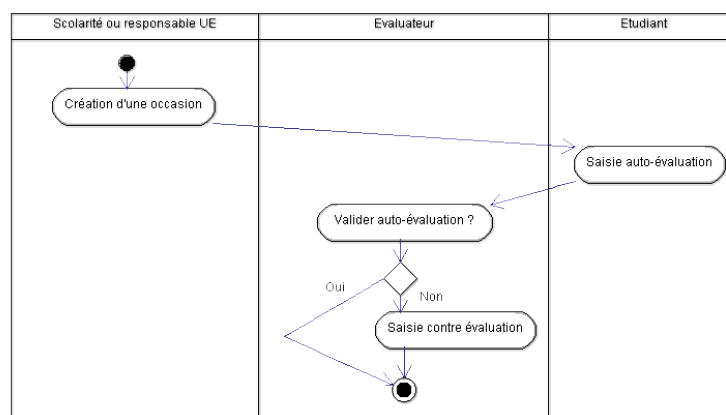 Scolarité ou responsable UE
Evaluateur
Etudiant
Création d'une occasion
Saisie auto-évaluation
Valider auto-évaluation ?
Oui
Non
Saisie contre évaluation